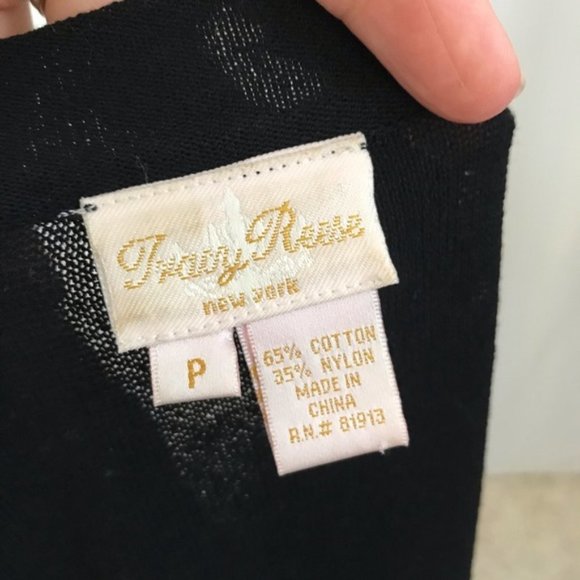 Tracy Reese
new york
P
65% COTTON
35% NYLON
MADE IN
CHINA
R.N.# 81913